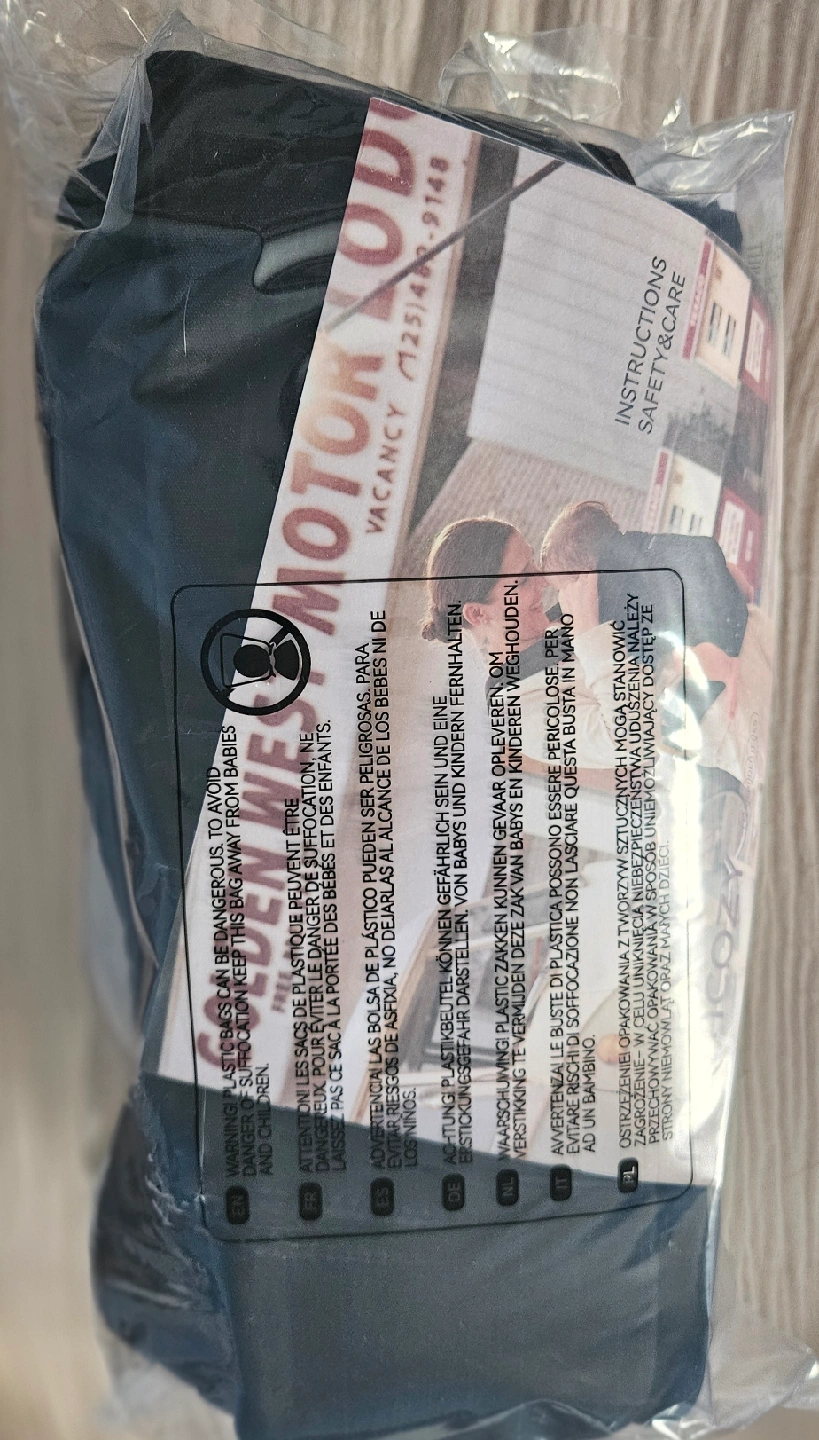 GOLDEN WEST MOTOR LODG
FREE
VACANCY (725)482-9148
INSTRUCTIONS
SAFETY&CARE
EN WARNING! PLASTIC BAGS CAN BE DANGEROUS. TO AVOID
DANGER OF SUFFOCATION KEEP THIS BAG AWAY FROM BABIES
AND CHILDREN.
FR ATTENTION! LES SACS DE PLASTIQUE PEUVENT ÊTRE
DANGEREUX. POUR ÉVITER LE DANGER DE SUFFOCATION, NE
LAISSEZ PAS CE SAC À LA PORTÉE DES BÉBÉS ET DES ENFANTS.
ES ADVERTENCIA! LAS BOLSA DE PLÁSTICO PUEDEN SER PELIGROSAS. PARA
EVITAR RIESGOS DE ASFIXIA, NO DEJARLAS AL ALCANCE DE LOS BEBES NI DE
LOS NINOS.
DE ACHTUNG! PLASTIKBEUTEL KÖNNEN GEFÄHRLICH SEIN UND EINE
ERSTICKUNGSGEFAHR DARSTELLEN. VON BABYS UND KINDERN FERNHALTEN.
NL WAARSCHUWING! PLASTIC ZAKKEN KUNNEN GEVAAR OPLEVEREN. OM
VERSTIKKING TE VERMIJDEN DEZE ZAK VAN BABYS EN KINDEREN WEGHOUDEN.
IT AVVERTENZA! LE BUSTE DI PLASTICA POSSONO ESSERE PERICOLOSE. PER
EVITARE RISCHI DI SOFFOCAZIONE NON LASCIARE QUESTA BUSTA IN MANO
AD UN BAMBINO.
PL OSTRZEŻENIE! OPAKOWANIA Z TWORZYW SZTUCZNYCH MOGĄ STANOWIĆ
ZAGROŻENIE– W CELU UNIKNIĘCIA NIEBEZPIECZEŃSTWA UDUSZENIA NALEŻY
PRZECHOWYWAĆ OPAKOWANIA W SPOSÓB UNIEMOŻLIWIAJĄCY DOSTĘP ZE
STRONY NIEMOWLĄT ORAZ MAŁYCH DZIECI.